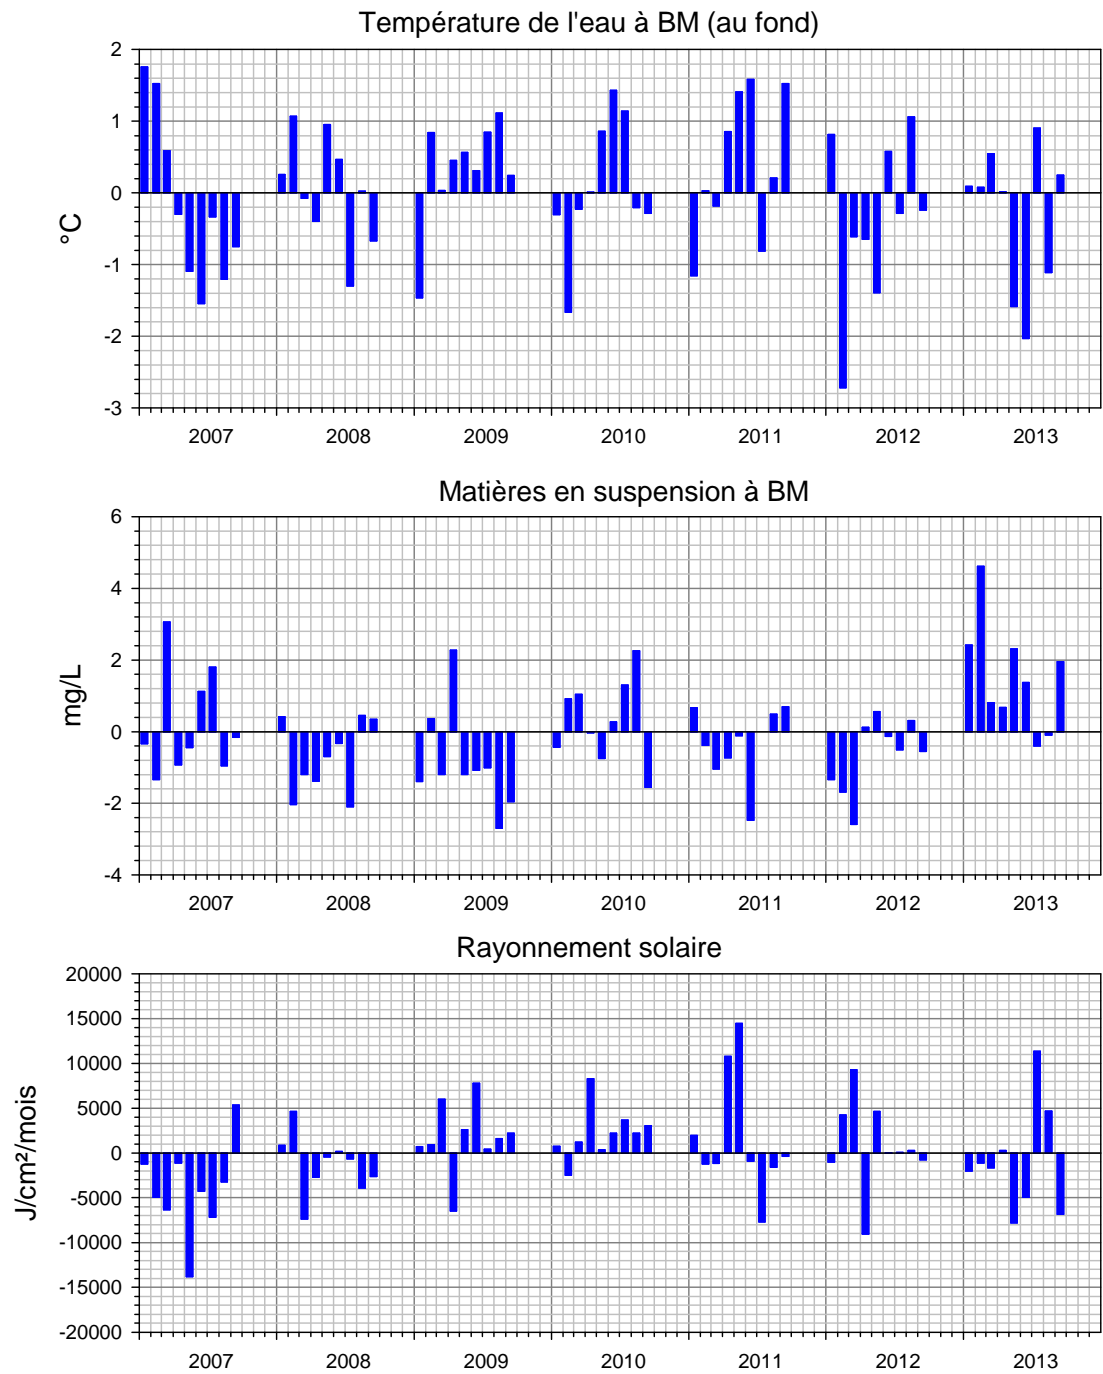 Température de l'eau à BM (au fond)
2
1
0
-1
-2
-3
°C
2007 2008 2009 2010 2011 2012 2013
Matières en suspension à BM
6
4
2
0
-2
-4
mg/L
2007 2008 2009 2010 2011 2012 2013
Rayonnement solaire
20000
15000
10000
5000
0
-5000
-10000
-15000
-20000
J/cm²/mois
2007 2008 2009 2010 2011 2012 2013